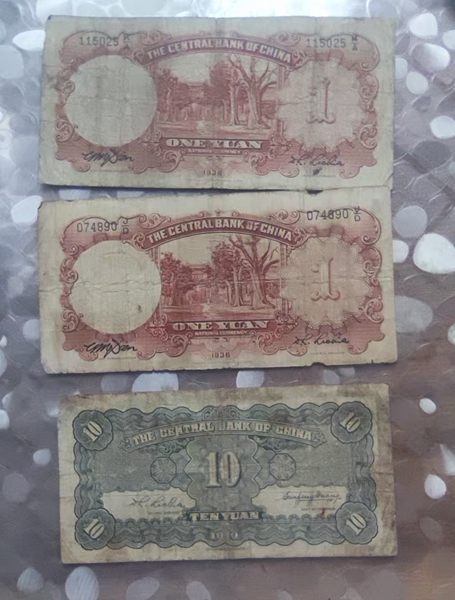 115025 K/A
115025 K/A
THE CENTRAL BANK OF CHINA
1
ONE YUAN
1936
074890 J/D
074890 J/D
THE CENTRAL BANK OF CHINA
1
ONE YUAN
1936
10
10
THE CENTRAL BANK OF CHINA
10
TEN YUAN
10
10